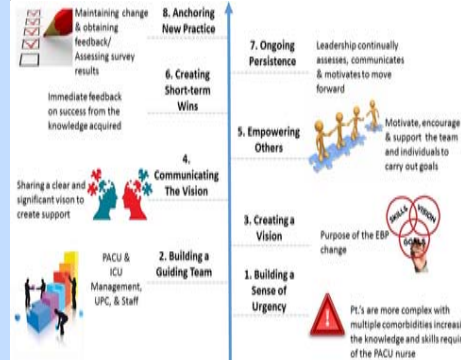 Maintaining change
& obtaining
feedback/
Assessing survey
results
8. Anchoring
New Practice
7. Ongoing
Persistence
Leadership continually
assesses, communicates
& motivates to move
forward
6. Creating
Short-term
Wins
Immediate feedback
on success from the
knowledge acquired
5. Empowering
Others
Motivate, encourage
& support the team
and individuals to
carry out goals
4.
Communicating
The Vision
Sharing a clear and
significant vison to
create support
3. Creating a
Vision
Purpose of the EBP
change
SKILLS
VISION
GOALS
2. Building a
Guiding Team
PACU &
ICU
Management,
UPC, & Staff
1. Building a
Sense of
Urgency
Pt.'s are more complex with
multiple comorbidities increasi
the knowledge and skills requi
of the PACU nurse